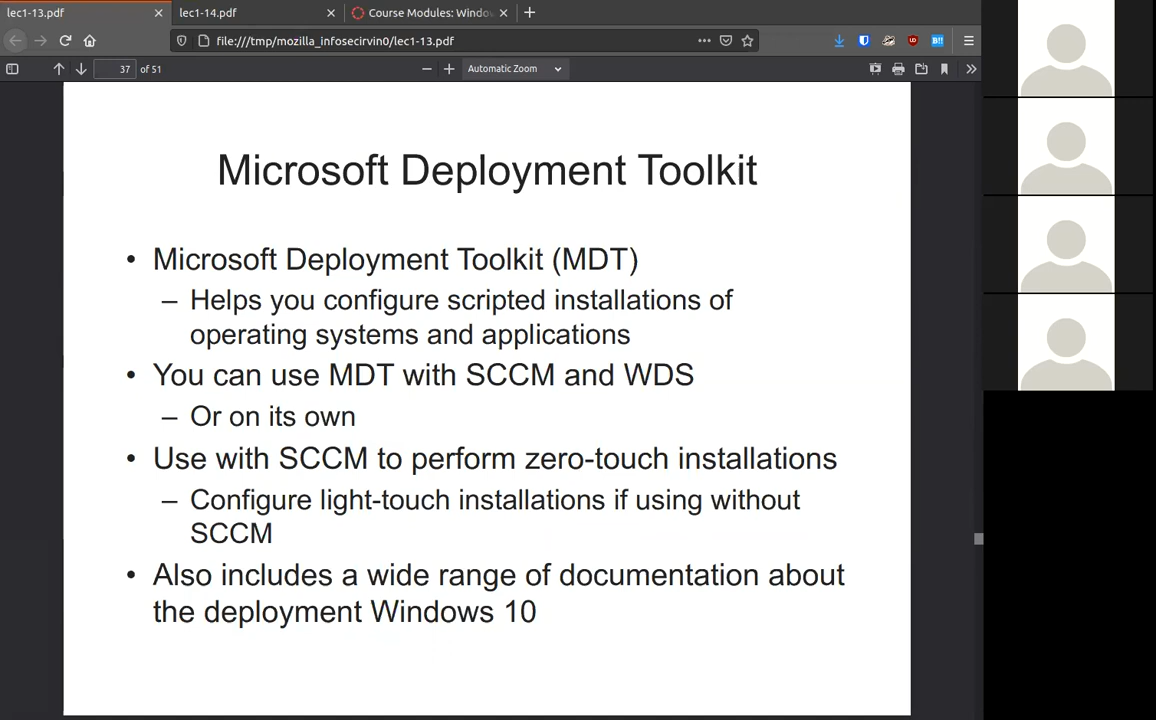 lec1-13.pdf
lec1-14.pdf
Course Modules: Windo
file:///tmp/mozilla_infosecirvin0/lec1-13.pdf
37 of 51
Automatic Zoom
Microsoft Deployment Toolkit
• Microsoft Deployment Toolkit (MDT)
– Helps you configure scripted installations of
operating systems and applications
• You can use MDT with SCCM and WDS
– Or on its own
• Use with SCCM to perform zero-touch installations
– Configure light-touch installations if using without
SCCM
• Also includes a wide range of documentation about
the deployment Windows 10